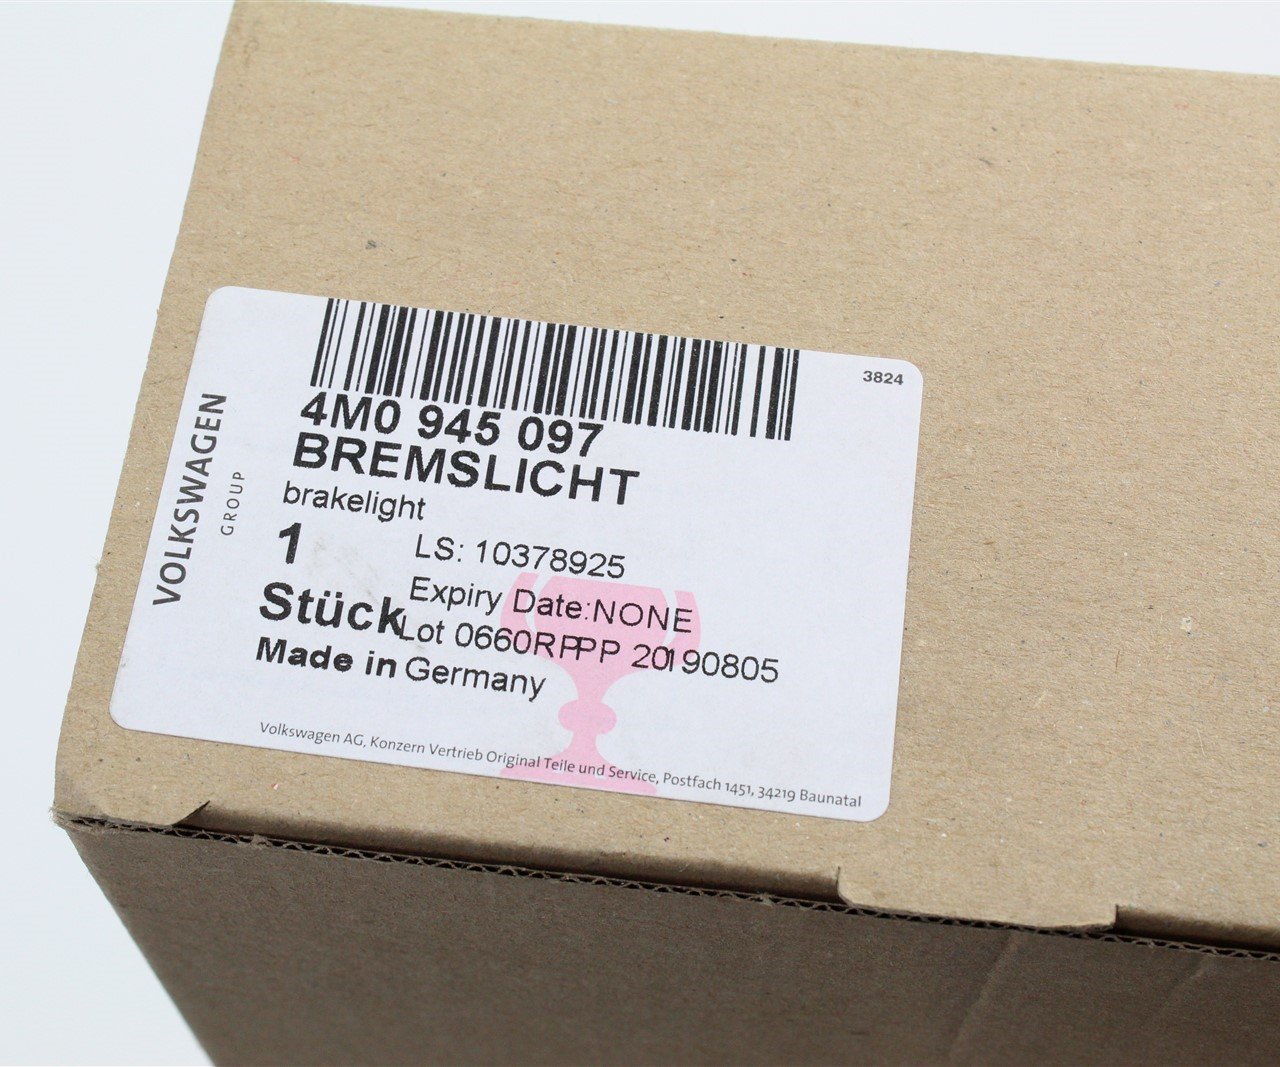 3824
4M0 945 097
BREMSLICHT
brakelight
1
LS: 10378925
Expiry Date:NONE
Stück
Lot 0660RPPP 20190805
Made in Germany
VOLKSWAGEN
GROUP
Volkswagen AG, Konzern Vertrieb Original Teile und Service, Postfach 1451, 34219 Baunatal